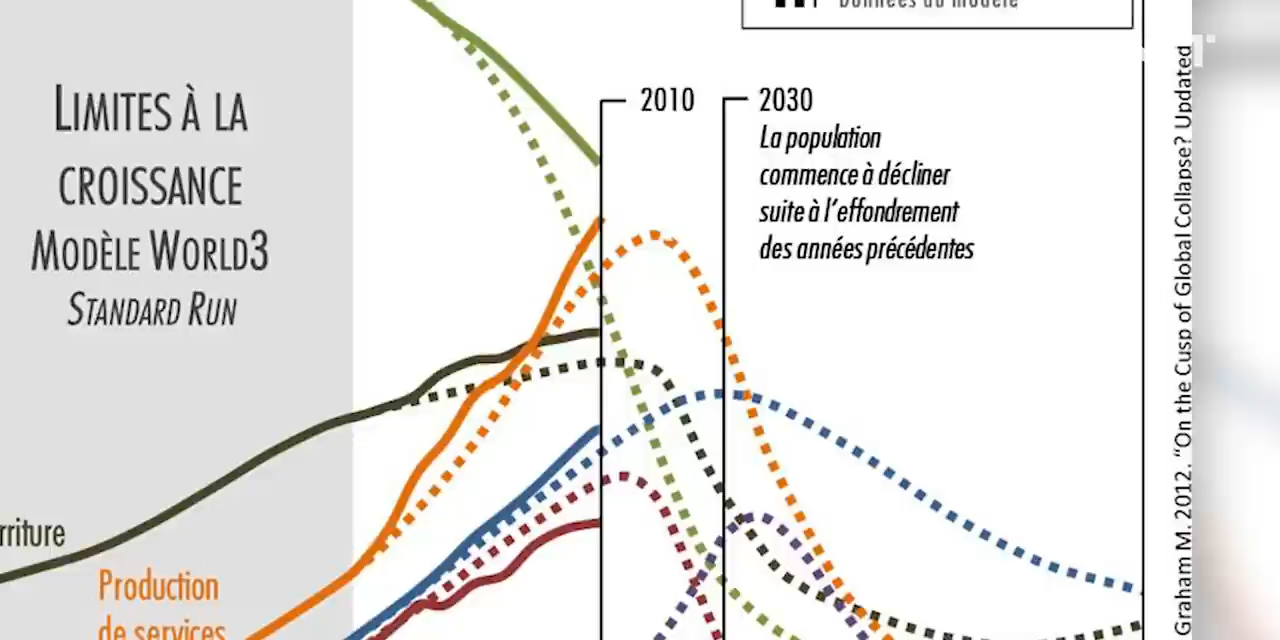 Données du modèle
LIMITES À LA
CROISSANCE
MODÈLE WORLD3
STANDARD RUN
2010
2030
La population
commence à décliner
suite à l'effondrement
des années précédentes
rriture
Production
de services
Graham M. 2012. "On the Cusp of Global Collapse? Updated